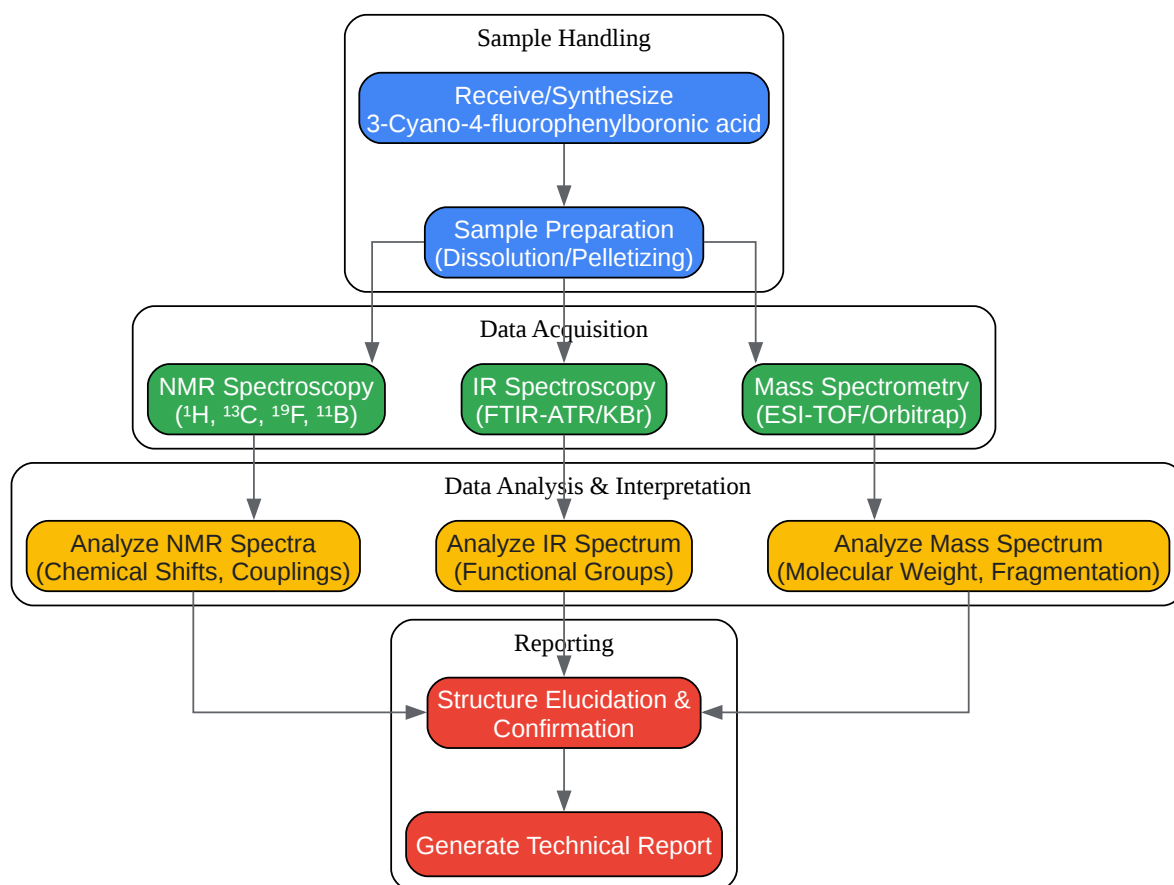 Sample Handling
Receive/Synthesize
3-Cyano-4-fluorophenylboronic acid
Sample Preparation
(Dissolution/Pelletizing)
Data Acquisition
NMR Spectroscopy
(¹H, ¹³C, ¹⁹F, ¹¹B)
IR Spectroscopy
(FTIR-ATR/KBr)
Mass Spectrometry
(ESI-TOF/Orbitrap)
Data Analysis & Interpretation
Analyze NMR Spectra
(Chemical Shifts, Couplings)
Analyze IR Spectrum
(Functional Groups)
Analyze Mass Spectrum
(Molecular Weight, Fragmentation)
Reporting
Structure Elucidation &
Confirmation
Generate Technical Report